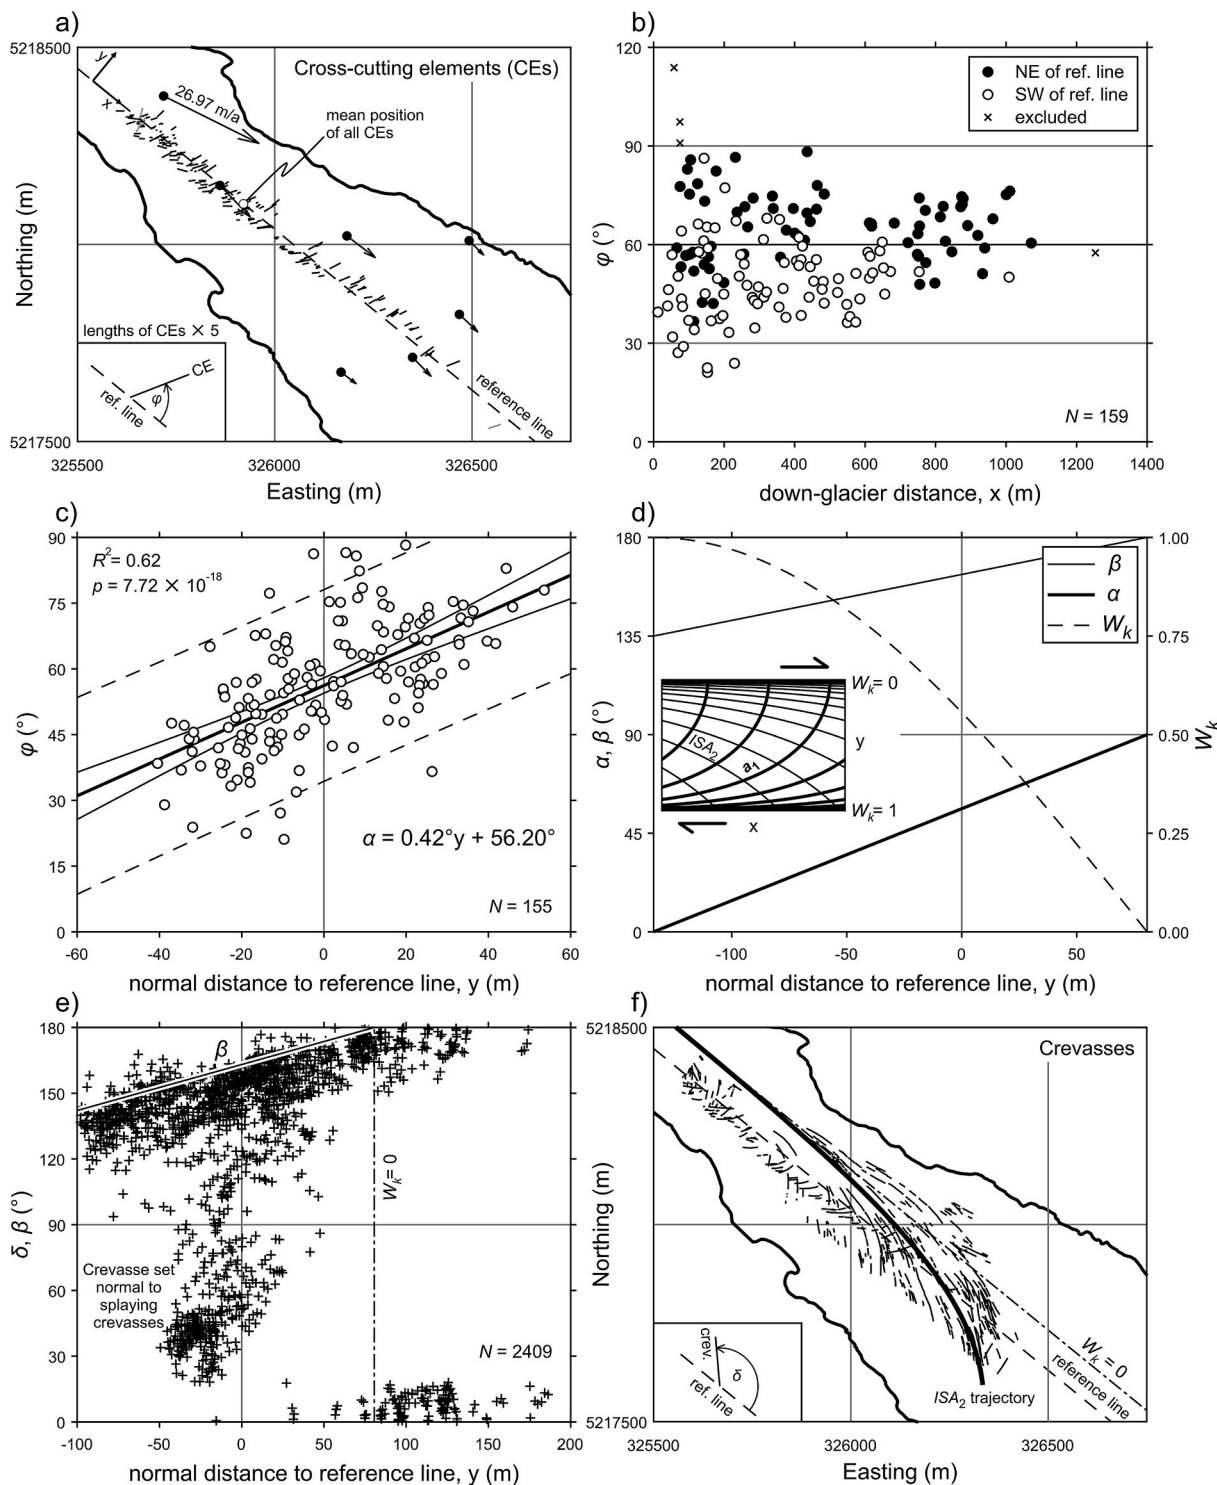 a)
5218500
5217500
Northing (m)
y
x
26.97 m/a
Cross-cutting elements (CEs)
mean position
of all CEs
lengths of CEs × 5
CE
φ
ref. line
reference line
325500
326000
326500
Easting (m)
b)
120
90
60
30
0
φ (°)
NE of ref. line
SW of ref. line
excluded
N = 159
0
200
400
600
800
1000
1200
1400
down-glacier distance, x (m)
c)
90
75
60
45
30
15
0
φ (°)
R² = 0.62
p = 7.72 × 10⁻¹⁸
α = 0.42°y + 56.20°
N = 155
-60
-40
-20
0
20
40
60
normal distance to reference line, y (m)
d)
180
135
90
45
0
α, β (°)
β
α
Wₖ
Wₖ = 0
ISA₂
a₁
y
Wₖ = 1
x
1.00
0.75
0.50
0.25
0.00
Wₖ
-100
-50
0
50
normal distance to reference line, y (m)
e)
180
150
120
90
60
30
0
δ, β (°)
β
Wₖ = 0
Crevasse set
normal to
splaying
crevasses
N = 2409
-100
-50
0
50
100
150
200
normal distance to reference line, y (m)
f)
5218500
5217500
Northing (m)
Crevasses
crev.
δ
ref. line
Wₖ = 0
reference line
ISA₂ trajectory
325500
326000
326500
Easting (m)